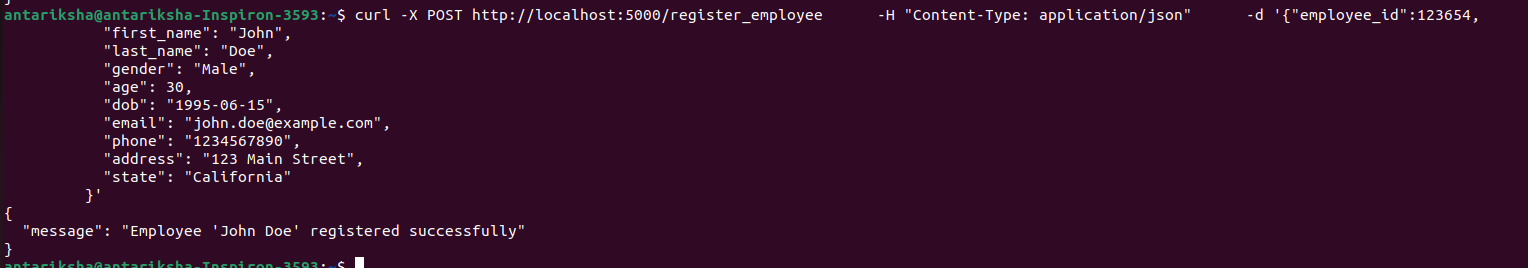 }
antariksha@antariksha-Inspiron-3593:~$ curl -X POST http://localhost:5000/register_employee      -H "Content-Type: application/json"      -d '{"employee_id":123654,
           "first_name": "John",
           "last_name": "Doe",
           "gender": "Male",
           "age": 30,
           "dob": "1995-06-15",
           "email": "john.doe@example.com",
           "phone": "1234567890",
           "address": "123 Main Street",
           "state": "California"
         }'
{
  "message": "Employee 'John Doe' registered successfully"
}
antariksha@antariksha-Inspiron-3593:~$